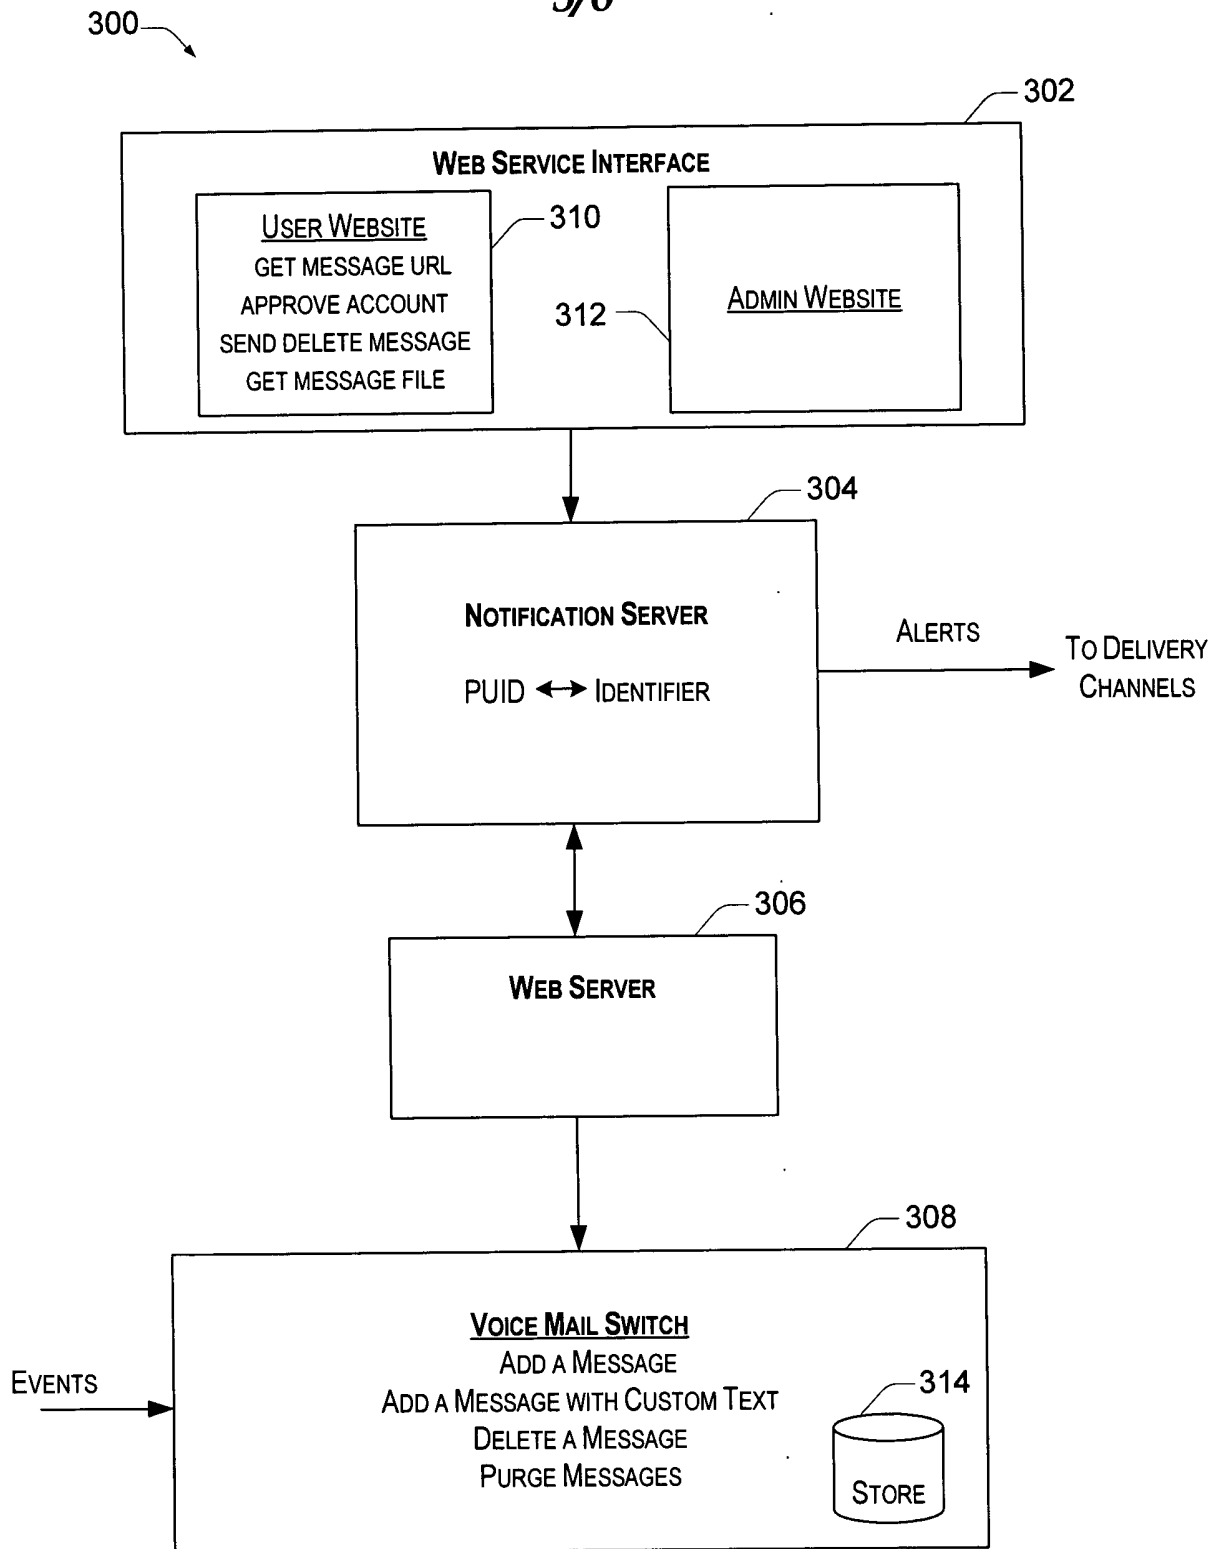 300
302
WEB SERVICE INTERFACE
USER WEBSITE
GET MESSAGE URL
APPROVE ACCOUNT
SEND DELETE MESSAGE
GET MESSAGE FILE
310
312
ADMIN WEBSITE
304
NOTIFICATION SERVER
PUID IDENTIFIER
ALERTS
TO DELIVERY
CHANNELS
306
WEB SERVER
308
VOICE MAIL SWITCH
ADD A MESSAGE
ADD A MESSAGE WITH CUSTOM TEXT
DELETE A MESSAGE
PURGE MESSAGES
EVENTS
314
STORE